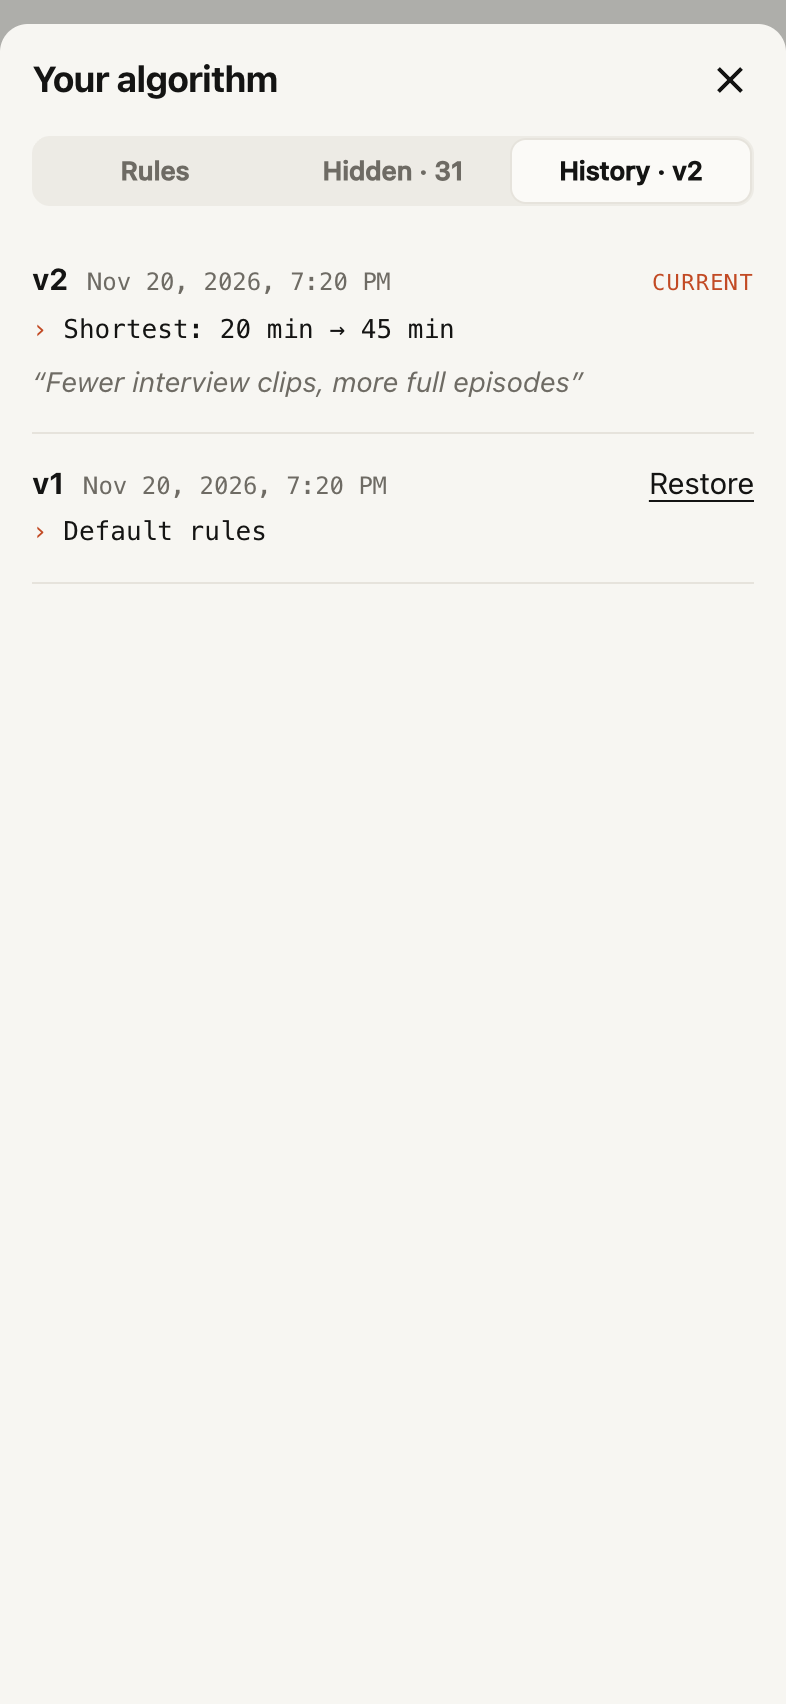 Your algorithm
Rules
Hidden · 31
History · v2
v2 Nov 20, 2026, 7:20 PM CURRENT
› Shortest: 20 min → 45 min
“Fewer interview clips, more full episodes”
v1 Nov 20, 2026, 7:20 PM Restore
› Default rules